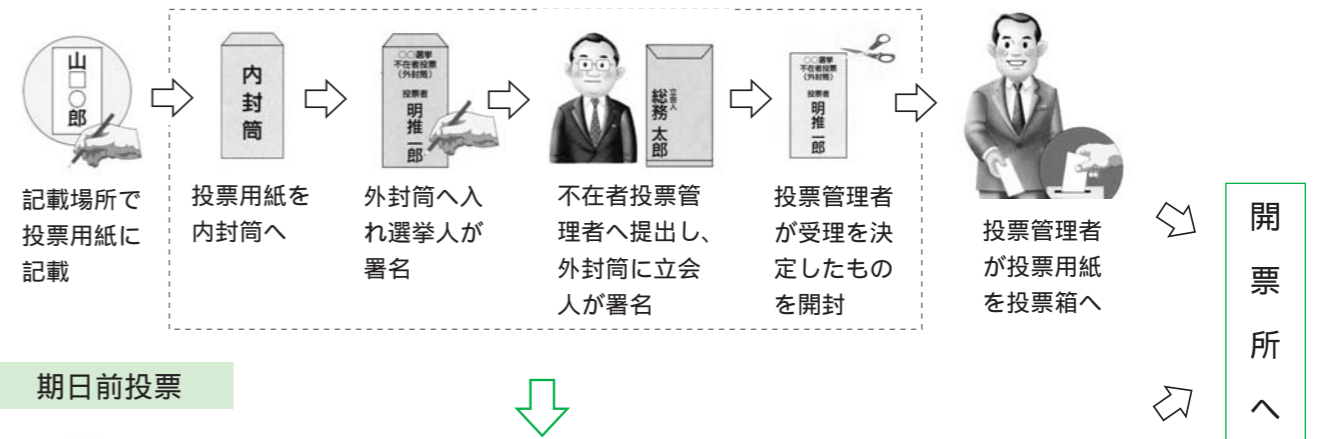 山□○郎
内封筒
○○選挙
不在者投票
(外封筒)
投票者
明推一郎
立会人
総務 太郎
○○選挙
不在者投票
(外封筒)
投票者
明推一郎
記載場所で
投票用紙に
記載
投票用紙を
内封筒へ
外封筒へ入
れ選挙人が
署名
不在者投票管
理者へ提出し、
外封筒に立会
人が署名
投票管理者
が受理を決
定したもの
を開封
投票管理者
が投票用紙
を投票箱へ
開票所へ
期日前投票